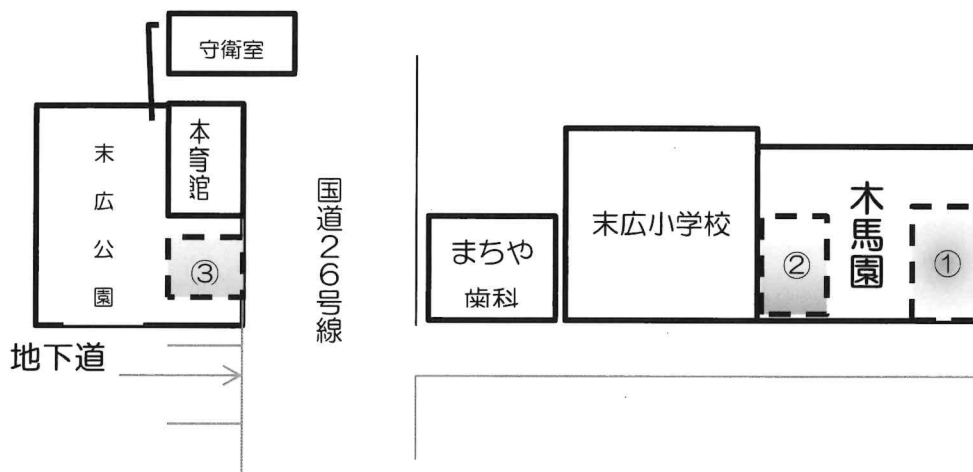 守衛室
末広公園
本育館
③
国道26号線
まちや
歯科
末広小学校
②
木馬園
①
地下道